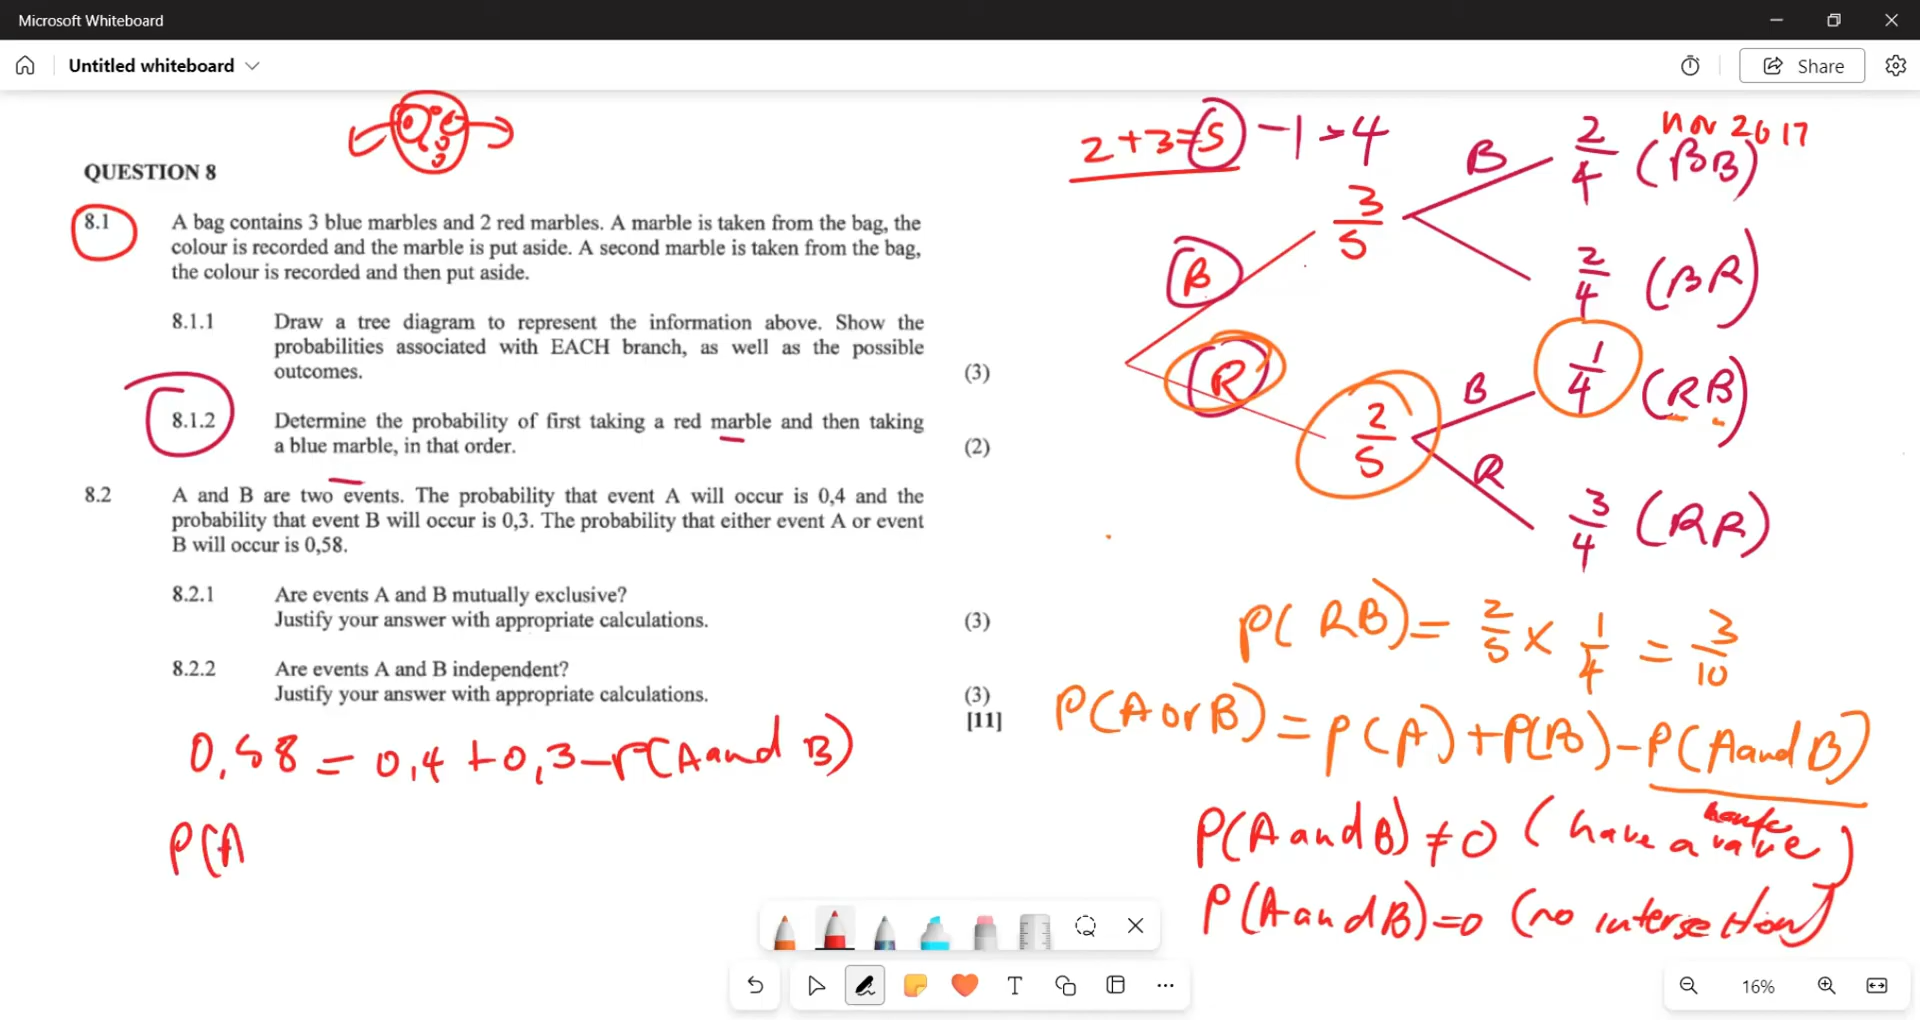 Microsoft Whiteboard
Untitled whiteboard
Share
QUESTION 8
8.1 A bag contains 3 blue marbles and 2 red marbles. A marble is taken from the bag, the
colour is recorded and the marble is put aside. A second marble is taken from the bag,
the colour is recorded and then put aside.
8.1.1 Draw a tree diagram to represent the information above. Show the
probabilities associated with EACH branch, as well as the possible
outcomes. (3)
8.1.2 Determine the probability of first taking a red marble and then taking
a blue marble, in that order. (2)
8.2 A and B are two events. The probability that event A will occur is 0,4 and the
probability that event B will occur is 0,3. The probability that either event A or event
B will occur is 0,58.
8.2.1 Are events A and B mutually exclusive?
Justify your answer with appropriate calculations. (3)
8.2.2 Are events A and B independent?
Justify your answer with appropriate calculations. (3)
[11]
0,58 = 0,4 + 0,3 - P(A and B)
P(A
2+3=5 -1 > 4
Nov 2017
B 3/5
B 2/4 (BB)
2/4 (BR)
R 2/5
B 1/4 (RB)
R 3/4 (RR)
P(RB) = 2/5 × 1/4 = 3/10
P(A or B) = P(A) + P(B) - P(A and B)
P(A and B) ≠ 0 (have a value)
P(A and B) = 0 (no intersection)
16%